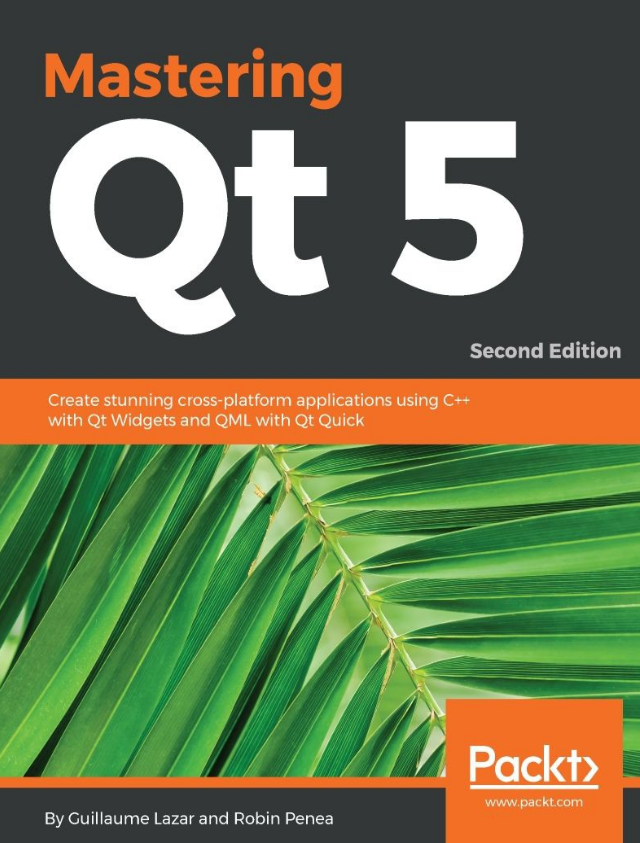 Mastering
Qt 5
Second Edition
Create stunning cross-platform applications using C++
with Qt Widgets and QML with Qt Quick
Packt>
www.packt.com
By Guillaume Lazar and Robin Penea